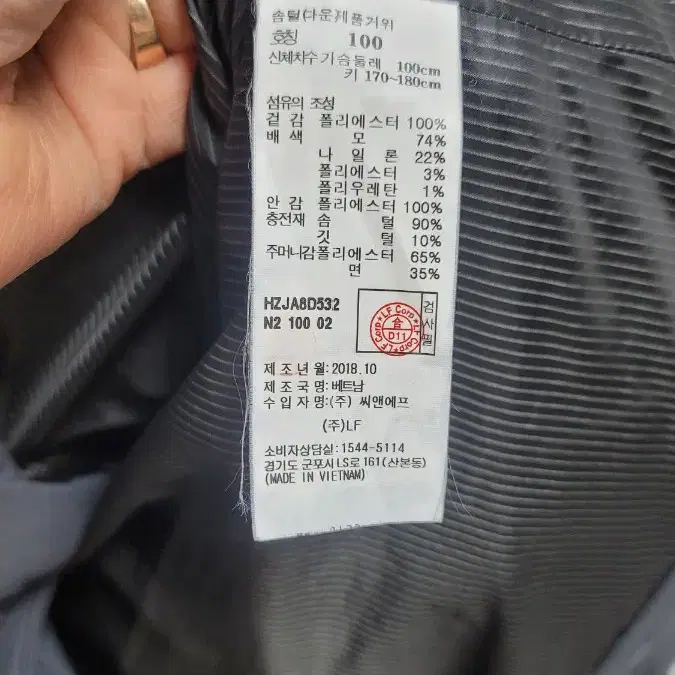 솜털(다운)제품거위
호칭 100
신체치수 기슴둘레 100cm
키 170~180cm
섬유의 조성
겉 감 폴리에스터 100%
배 색 모 74%
나 일 론 22%
폴리에스터 3%
폴리우레탄 1%
안 감 폴리에스터 100%
충전재 솜 털 90%
깃 털 10%
주머니감폴리에스터 65%
면 35%
HZJA8D532
N2 100 02
LF Corp ★ LF Corp ★
合
D11
검사필
제 조 년 월:2018.10
제 조 국 명:베트남
수 입 자 명:(주) 씨앤에프
(주)LF
소비자상담실:1544-5114
경기도 군포시 LS로 161(산본동)
(MADE IN VIETNAM)